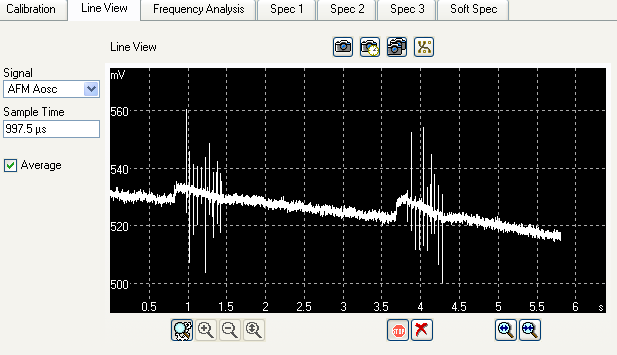 Calibration Line View Frequency Analysis Spec 1 Spec 2 Spec 3 Soft Spec
Line View
Signal
AFM Aosc
Sample Time
997.5 µs
Average
mV
560
540
520
500
0.5 1 1.5 2 2.5 3 3.5 4 4.5 5 5.5 6 s
STOP